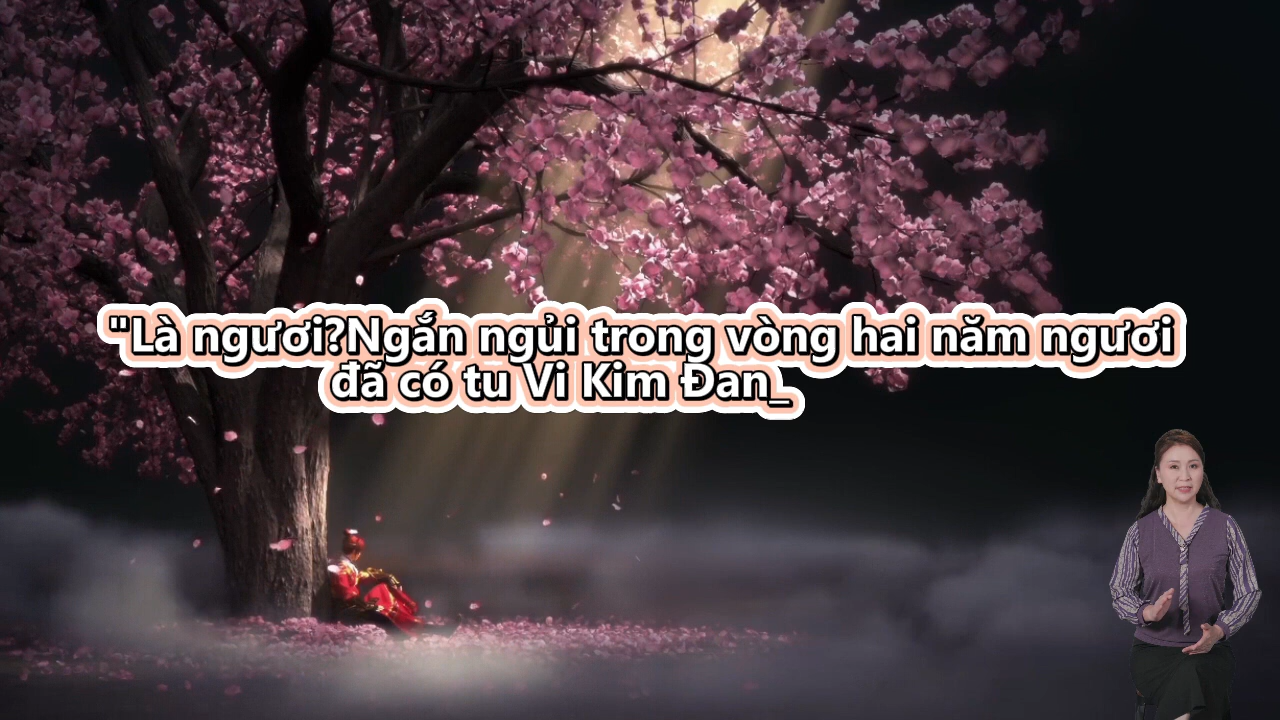 "Là ngươi?Ngắn ngủi trong vòng hai năm ngươi
đã có tu Vi Kim Đan_